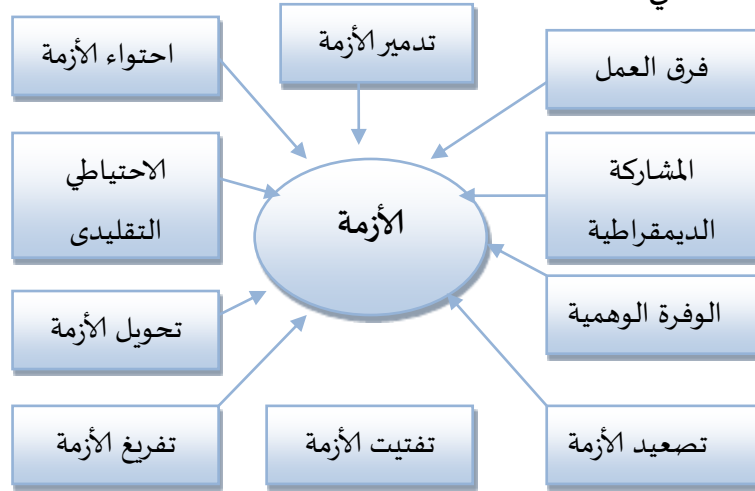 تدمير الأزمة
احتواء الأزمة
فرق العمل
المشاركة
الديمقراطية
الأزمة
الاحتياطي
التقليدى
الوفرة الوهمية
تحويل الأزمة
تصعيد الأزمة
تفتيت الأزمة
تفريغ الأزمة